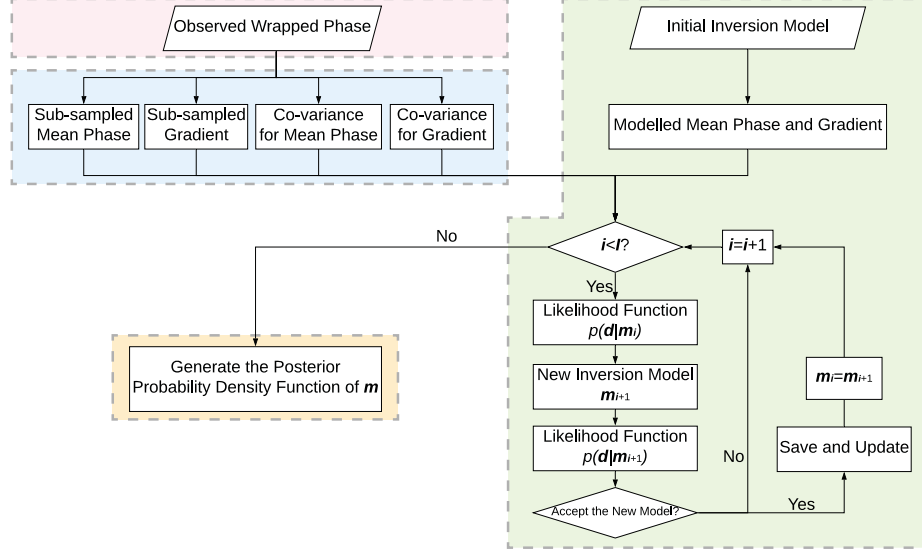 Observed Wrapped Phase
Initial Inversion Model
Sub-sampled
Mean Phase
Sub-sampled
Gradient
Co-variance
for Mean Phase
Co-variance
for Gradient
Modelled Mean Phase and Gradient
No
i<I?
i=i+1
Yes
Likelihood Function
p(d|mᵢ)
Generate the Posterior
Probability Density Function of m
New Inversion Model
mᵢ₊₁
mᵢ=mᵢ₊₁
Likelihood Function
p(d|mᵢ₊₁)
No
Save and Update
Accept the New Model?
Yes